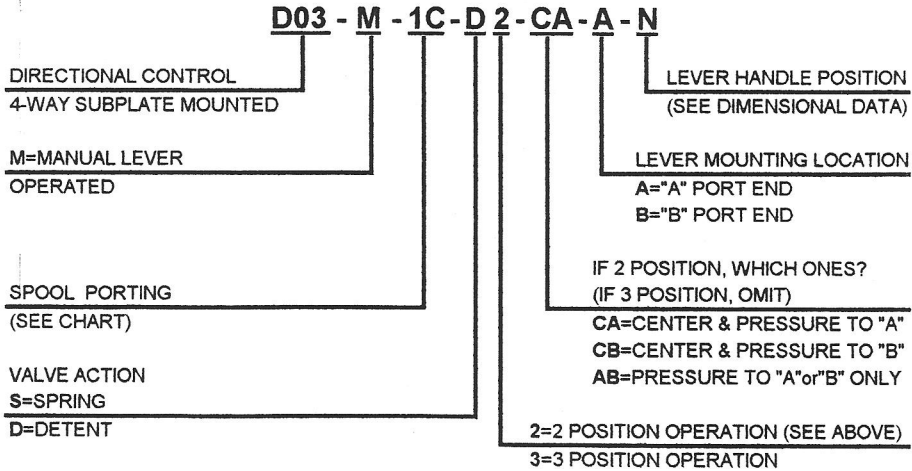 D03 - M - 1C - D 2 - CA - A - N
DIRECTIONAL CONTROL
4-WAY SUBPLATE MOUNTED
M=MANUAL LEVER
OPERATED
SPOOL PORTING
(SEE CHART)
VALVE ACTION
S=SPRING
D=DETENT
LEVER HANDLE POSITION
(SEE DIMENSIONAL DATA)
LEVER MOUNTING LOCATION
A="A" PORT END
B="B" PORT END
IF 2 POSITION, WHICH ONES?
(IF 3 POSITION, OMIT)
CA=CENTER & PRESSURE TO "A"
CB=CENTER & PRESSURE TO "B"
AB=PRESSURE TO "A"or"B" ONLY
2=2 POSITION OPERATION (SEE ABOVE)
3=3 POSITION OPERATION